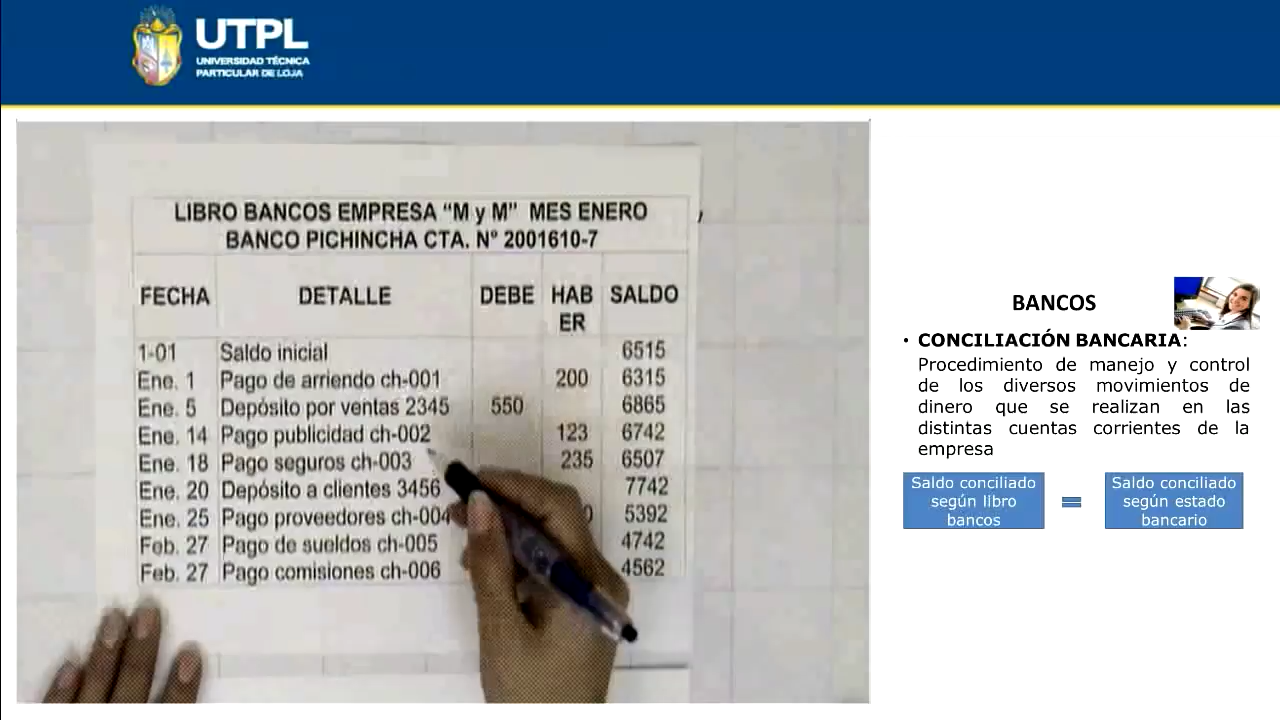 UTPL
UNIVERSIDAD TÉCNICA
PARTICULAR DE LOJA
LIBRO BANCOS EMPRESA “M y M” MES ENERO
BANCO PICHINCHA CTA. Nº 2001610-7
FECHA DETALLE DEBE HAB SALDO
ER
1-01 Saldo inicial 6515
Ene. 1 Pago de arriendo ch-001 200 6315
Ene. 5 Depósito por ventas 2345 550 6865
Ene. 14 Pago publicidad ch-002 123 6742
Ene. 18 Pago seguros ch-003 235 6507
Ene. 20 Depósito a clientes 3456 7742
Ene. 25 Pago proveedores ch-004 5392
Feb. 27 Pago de sueldos ch-005 4742
Feb. 27 Pago comisiones ch-006 4562
BANCOS
• CONCILIACIÓN BANCARIA:
Procedimiento de manejo y control
de los diversos movimientos de
dinero que se realizan en las
distintas cuentas corrientes de la
empresa
Saldo conciliado
según libro
bancos
=
Saldo conciliado
según estado
bancario